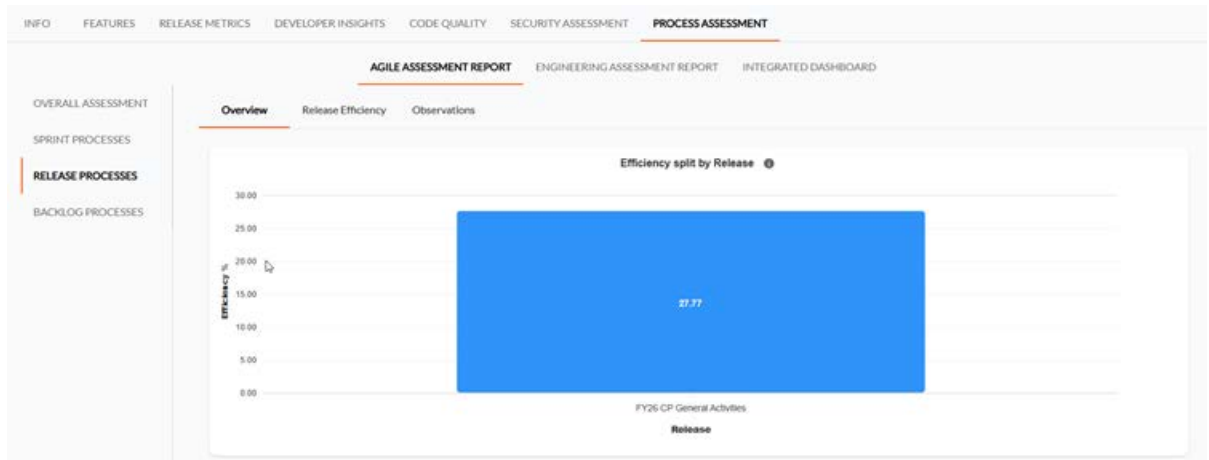 INFO FEATURES RELEASE METRICS DEVELOPER INSIGHTS CODE QUALITY SECURITY ASSESSMENT PROCESS ASSESSMENT
AGILE ASSESSMENT REPORT ENGINEERING ASSESSMENT REPORT INTEGRATED DASHBOARD
OVERALL ASSESSMENT
SPRINT PROCESSES
RELEASE PROCESSES
BACKLOG PROCESSES
Overview Release Efficiency Observations
Efficiency split by Release
30.00
25.00
20.00
15.00
10.00
5.00
0.00
Efficiency %
27.77
FY26 CP General Activities
Release